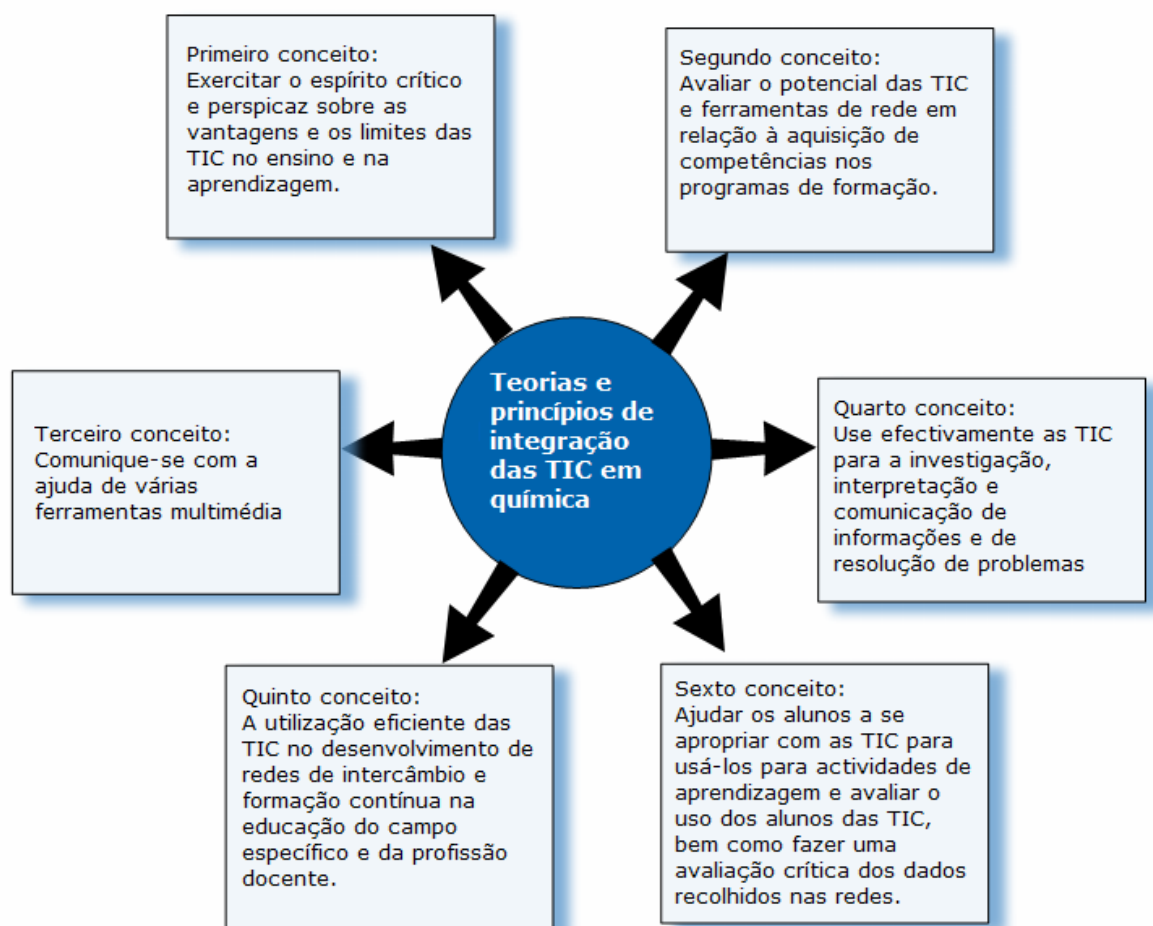 Primeiro conceito:
Exercitar o espírito crítico
e perspicaz sobre as
vantagens e os limites das
TIC no ensino e na
aprendizagem.
Segundo conceito:
Avaliar o potencial das TIC
e ferramentas de rede em
relação à aquisição de
competências nos
programas de formação.
Teorias e
princípios de
integração
das TIC em
química
Terceiro conceito:
Comunique-se com a
ajuda de várias
ferramentas multimédia
Quarto conceito:
Use efectivamente as TIC
para a investigação,
interpretação e
comunicação de
informações e de
resolução de problemas
Quinto conceito:
A utilização eficiente das
TIC no desenvolvimento de
redes de intercâmbio e
formação contínua na
educação do campo
específico e da profissão
docente.
Sexto conceito:
Ajudar os alunos a se
apropriar com as TIC para
usá-los para actividades de
aprendizagem e avaliar o
uso dos alunos das TIC,
bem como fazer uma
avaliação crítica dos dados
recolhidos nas redes.